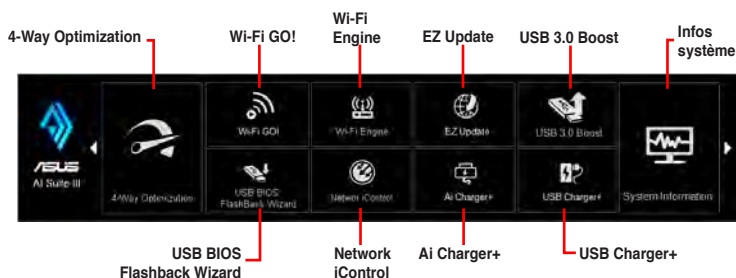 4-Way Optimization
Wi-Fi GO!
Wi-Fi
Engine
EZ Update
USB 3.0 Boost
Infos
système
ASUS
AI Suite III
4-Way Optimization
Wi-Fi GO!
Wi-Fi Engine
EZ Update
USB 3.0 Boost
System Information
USB BIOS
FlashBack Wizard
Network iControl
Ai Charger+
USB Charger+
USB BIOS
Flashback Wizard
Network
iControl
Ai Charger+
USB Charger+